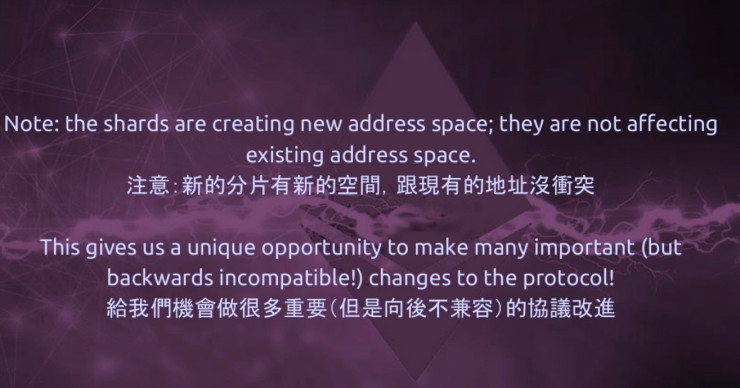 Note: the shards are creating new address space; they are not affecting
existing address space.
注意：新的分片有新的空間，跟現有的地址沒衝突
This gives us a unique opportunity to make many important (but
backwards incompatible!) changes to the protocol!
給我們機會做很多重要（但是向後不兼容）的協議改進